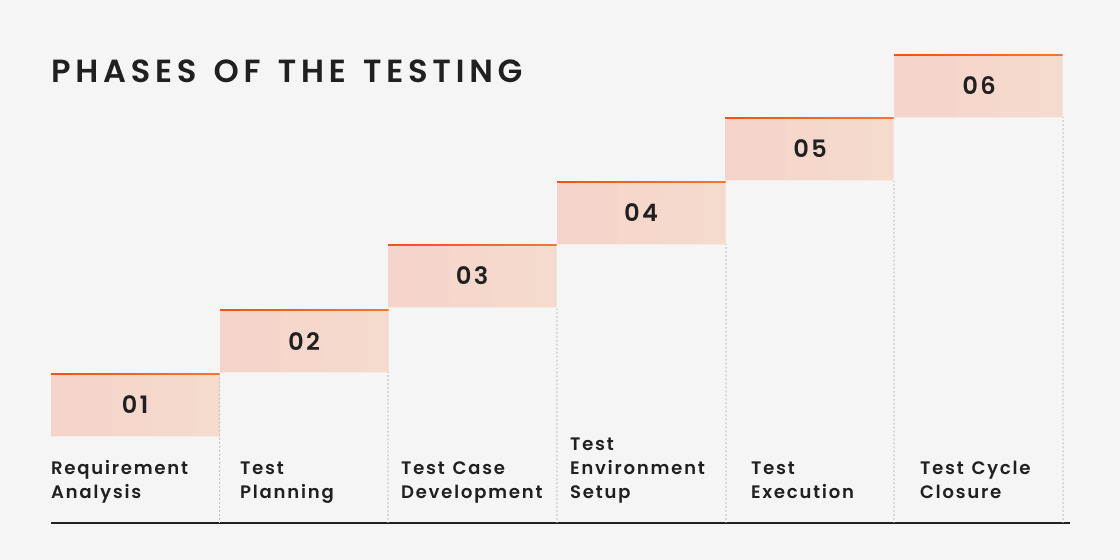 PHASES OF THE TESTING
01
Requirement
Analysis
02
Test
Planning
03
Test Case
Development
04
Test
Environment
Setup
05
Test
Execution
06
Test Cycle
Closure